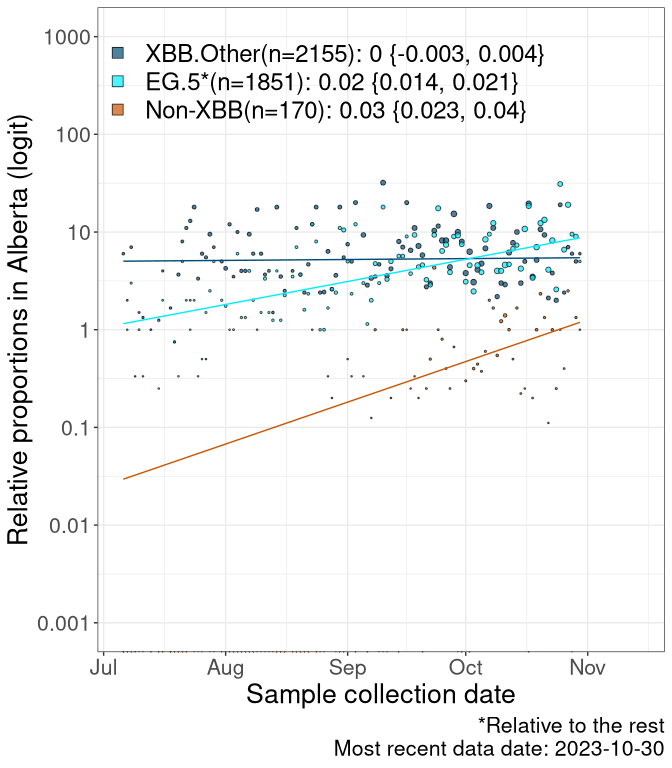 1000
100
10
1
0.1
0.01
0.001
XBB.Other(n=2155): 0 {-0.003, 0.004}
EG.5*(n=1851): 0.02 {0.014, 0.021}
Non-XBB(n=170): 0.03 {0.023, 0.04}
Relative proportions in Alberta (logit)
Jul Aug Sep Oct Nov
Sample collection date
*Relative to the rest
Most recent data date: 2023-10-30